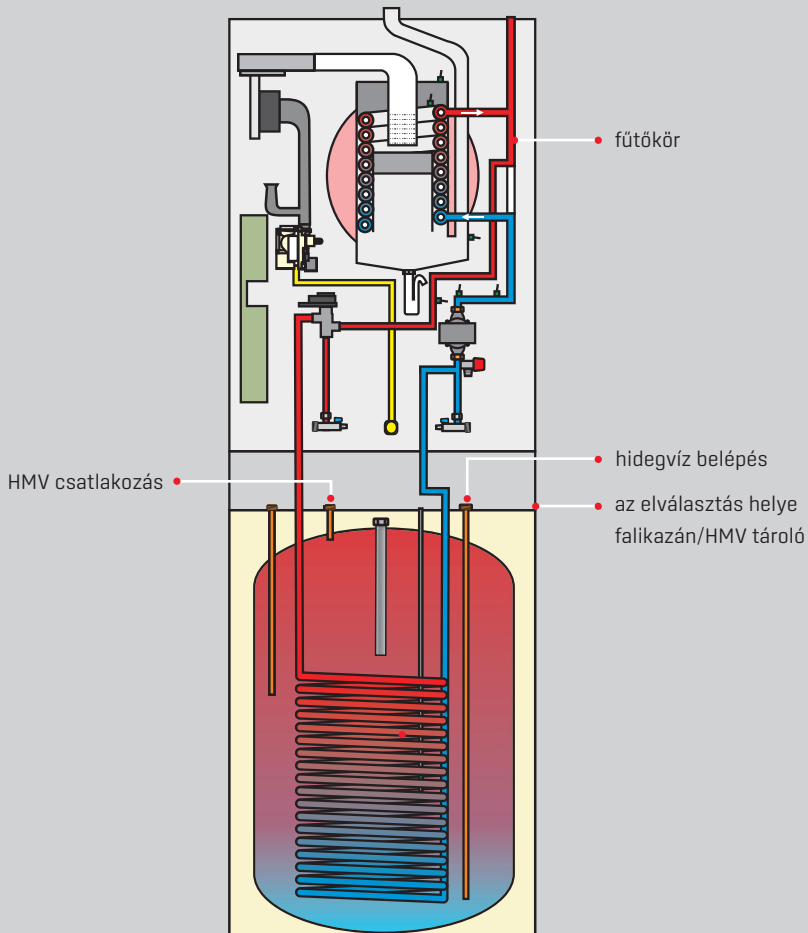 fűtőkör
HMV csatlakozás
hidegvíz belépés
az elválasztás helye
falikazán/HMV tároló